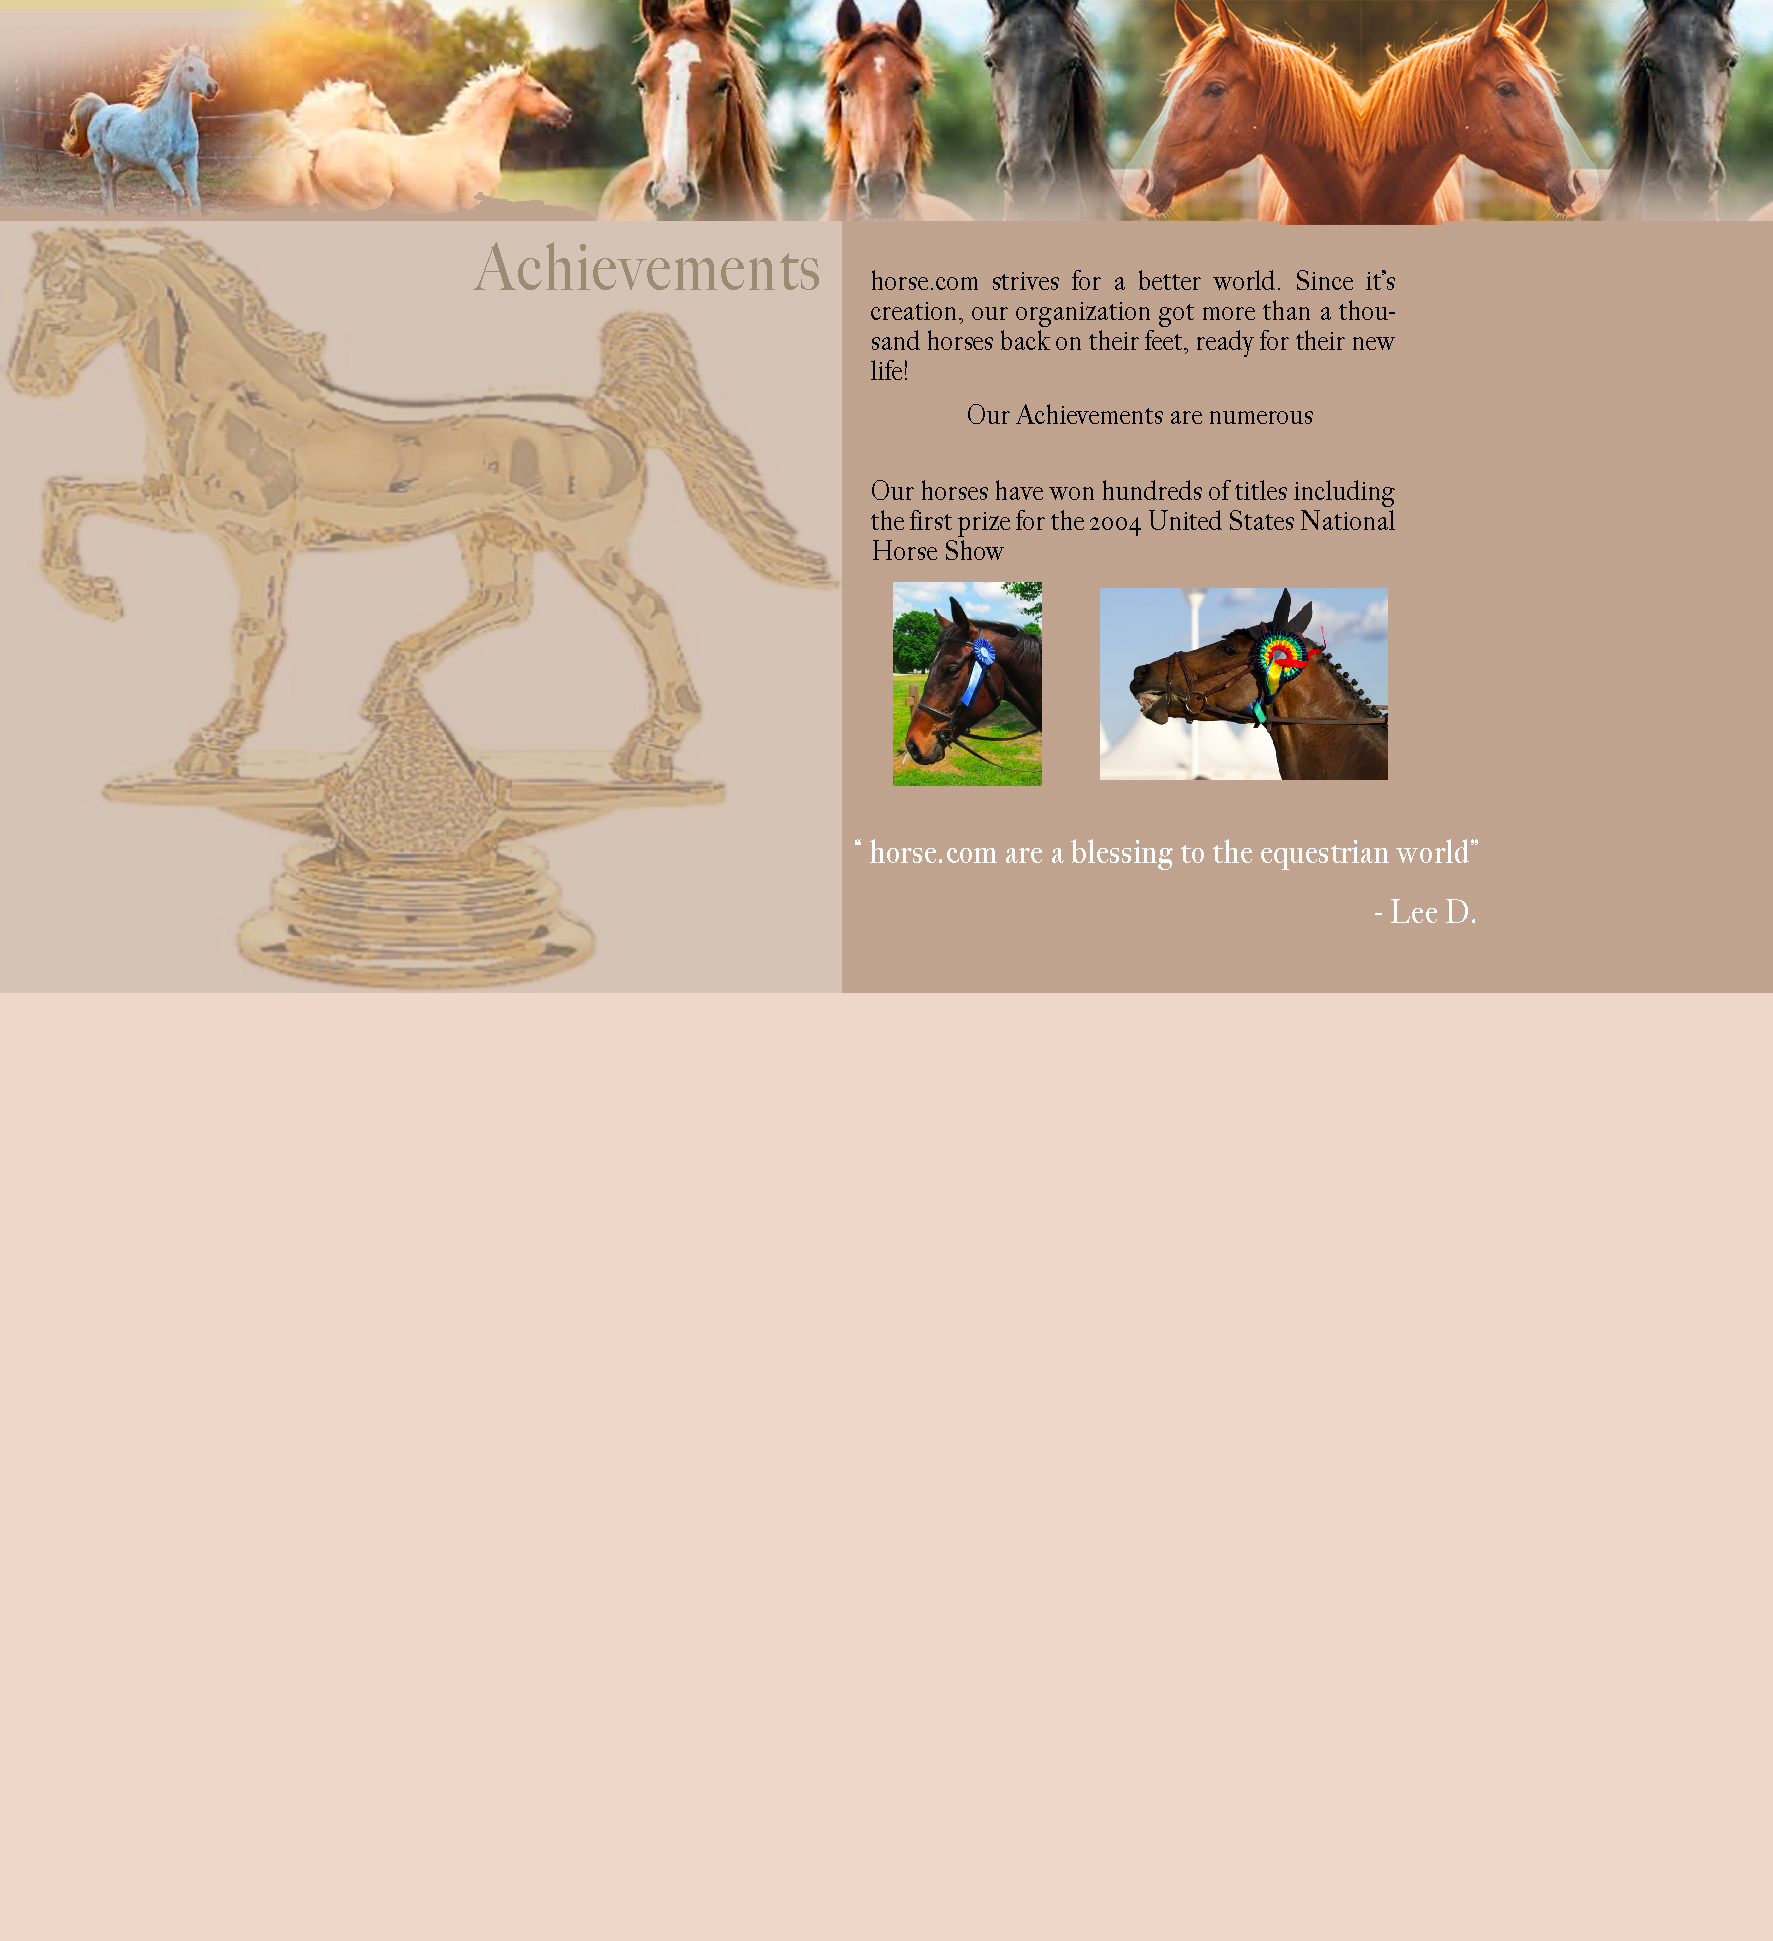 Achievements
horse.com strives for a better world. Since it's
creation, our organization got more than a thou-
sand horses back on their feet, ready for their new
life!
Our Achievements are numerous
Our horses have won hundreds of titles including
the first prize for the 2004 United States National
Horse Show
“ horse.com are a blessing to the equestrian world”
- Lee D.